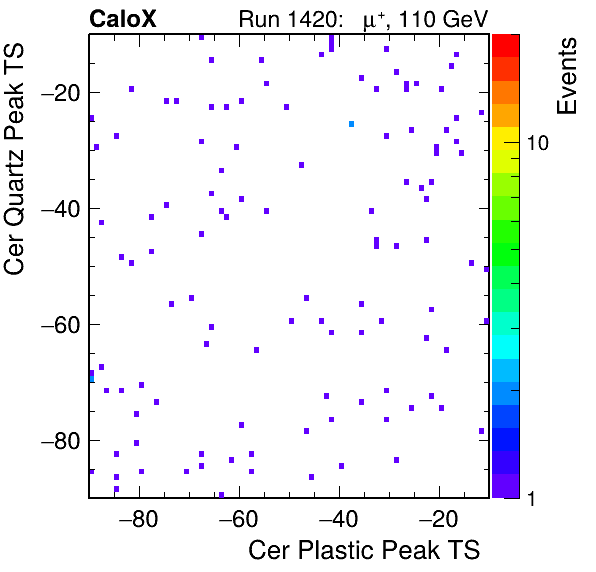 CaloX Run 1420: μ⁺, 110 GeV
Events
Cer Quartz Peak TS
−20
−40
−60
−80
10
1
−80 −60 −40 −20
Cer Plastic Peak TS